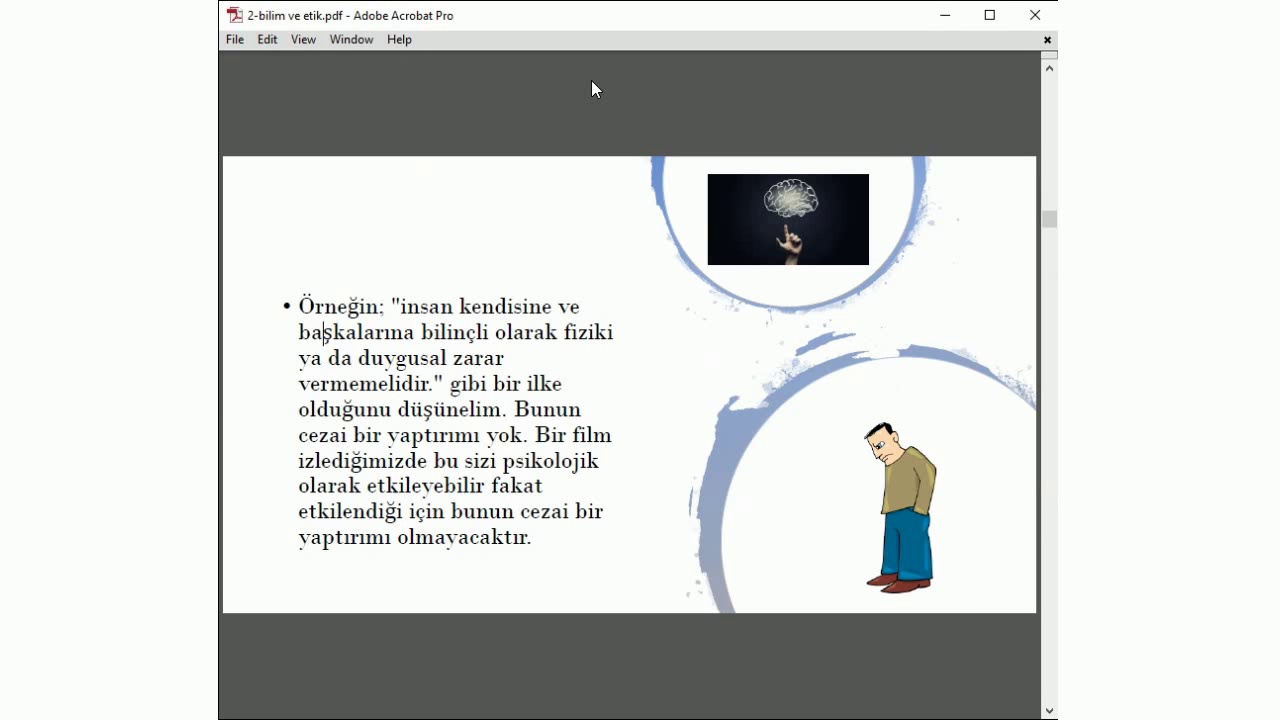 2-bilim ve etik.pdf - Adobe Acrobat Pro
File Edit View Window Help
• Örneğin; "insan kendisine ve
başkalarına bilinçli olarak fiziki
ya da duygusal zarar
vermemelidir." gibi bir ilke
olduğunu düşünelim. Bunun
cezai bir yaptırımı yok. Bir film
izlediğimizde bu sizi psikolojik
olarak etkileyebilir fakat
etkilendiği için bunun cezai bir
yaptırımı olmayacaktır.